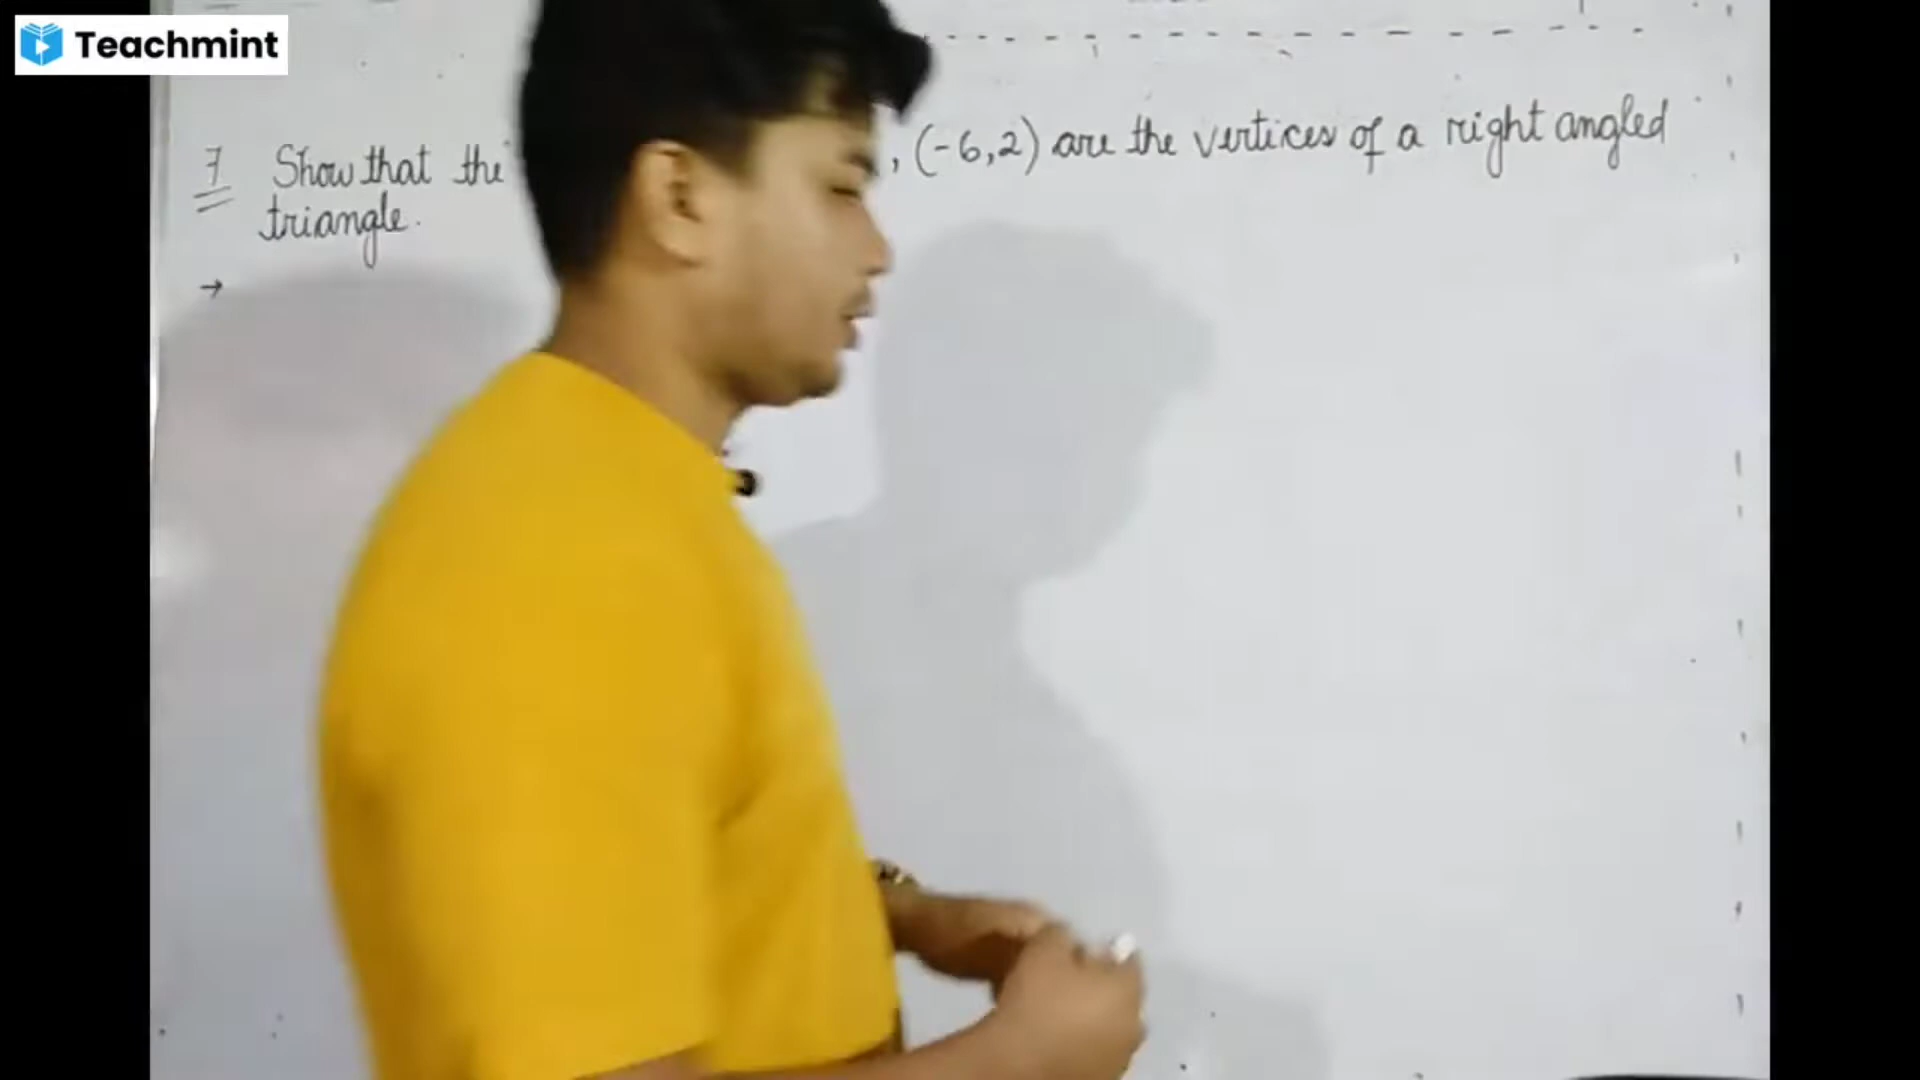 Teachmint
7 Show that the , (-6,2) are the vertices of a right angled
triangle.
→